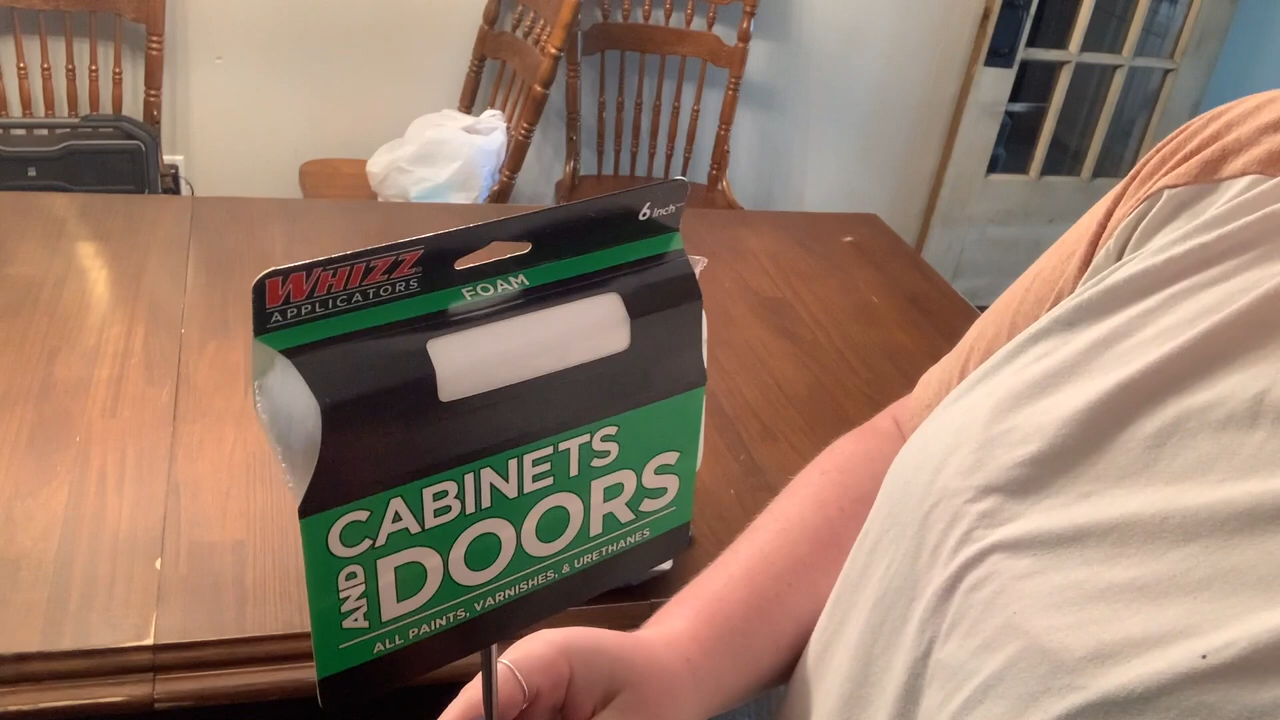 6 Inch
WHIZZ
APPLICATORS
FOAM
CABINETS
AND DOORS
ALL PAINTS, VARNISHES, & URETHANES